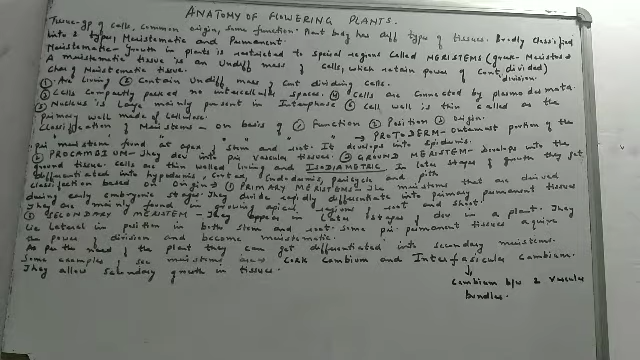 ANATOMY OF FLOWERING PLANTS.
Tissue - gp of cells, common origin, same function. Plant body has diff types of tissues. Broadly classified
into 2 types, Meristematic and Permanent.
Meristematic - Growth in plants is restricted to special regions called MERISTEMS (greek- Meristos
A meristematic tissue is an Undiff mass of cells, which retain power of cont. divided)
Char of Meristematic tissue: division.
① Are living ② Contain Undiff mass of cont dividing cells.
③ Cells compactly packed no intercellular spaces. ④ Cells are connected by plasmodesmata.
⑤ Nucleus is large mainly present in Interphase ⑥ Cell wall is thin called as the
primary wall made of cellulose.
Classification of Meristems - on basis of ① Function ② Position ③ Origin.
→ PROTODERM - Outermost portion of the
pri meristem found at apex of stem and root. It develops into Epidermis.
② PROCAMBIUM - They dev into pri vascular tissues. ③ GROUND MERISTEM - Develops into the
ground tissue. cells are thin walled living and ISODIAMETRIC. In later stages of growth they get
differentiated into hypodermis, cortex, Endodermis, pericycle and pith
Classification based on Origin: ① PRIMARY MERISTEMS - The meristems that are derived
during early embryonic stages. They divide rapidly differentiate into primary permanent tissues
They are mainly found in growing apical regions of root and shoot.
② SECONDARY MERISTEM - They appear in later stages of dev in a plant. They
lie lateral in position in both stem and root. Some pri. permanent tissues aquire
the power of division and become meristematic.
As per the need of the plant they can get differentiated into secondary meristems.
Some examples of sec meristems are Cork Cambium and Interfasicular Cambium.
They allow Secondary growth in tissues.
↓
Cambium b/w 2 vascular
bundles.